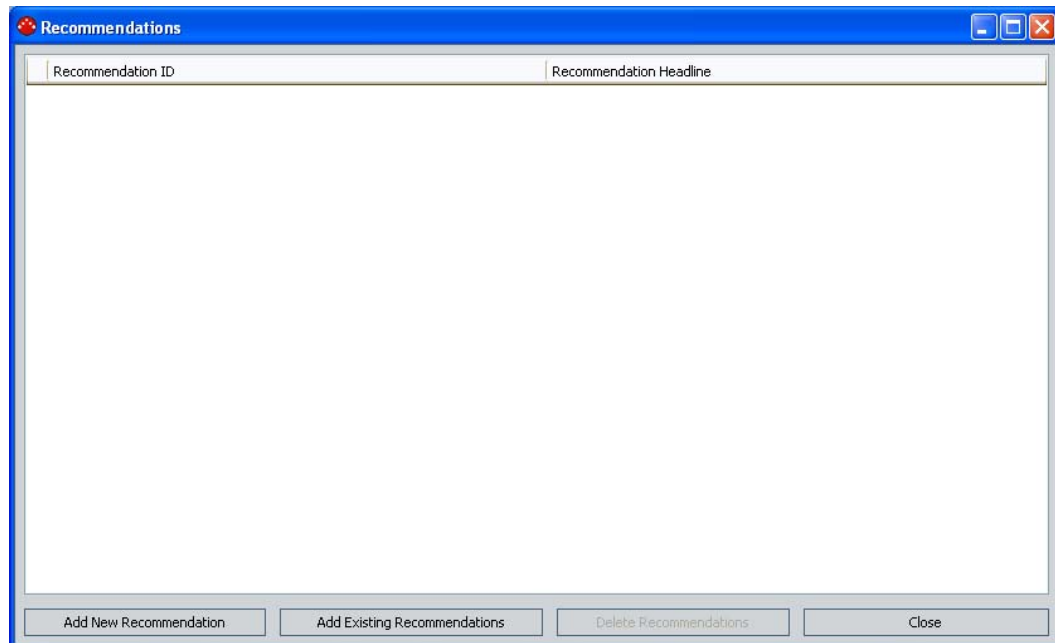 Recommendations
Recommendation ID Recommendation Headline
Add New Recommendation Add Existing Recommendations Delete Recommendations Close